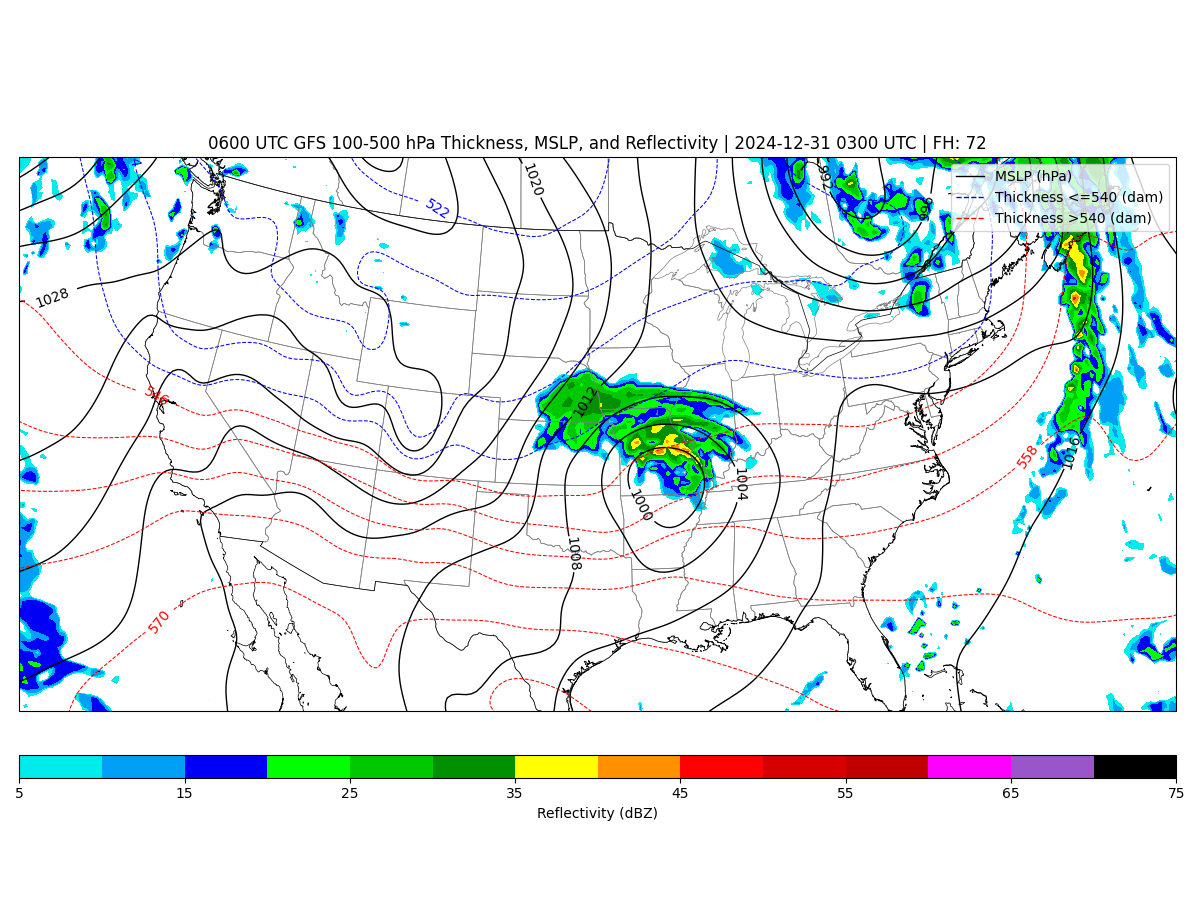 0600 UTC GFS 100-500 hPa Thickness, MSLP, and Reflectivity | 2024-12-31 0300 UTC | FH: 72
MSLP (hPa)
Thickness <=540 (dam)
Thickness >540 (dam)
1020
992
996
522
1028
546
1012
558
1016
1004
1000
1008
570
5 15 25 35 45 55 65 75
Reflectivity (dBZ)